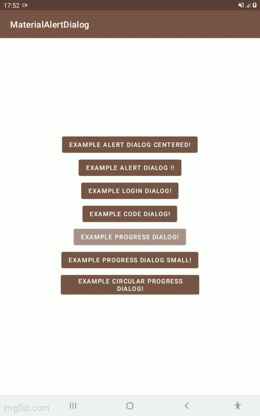 17:52
MaterialAlertDialog
EXAMPLE ALERT DIALOG CENTERED!
EXAMPLE ALERT DIALOG !!
EXAMPLE LOGIN DIALOG!
EXAMPLE CODE DIALOG!
EXAMPLE PROGRESS DIALOG!
EXAMPLE PROGRESS DIALOG SMALL!
EXAMPLE CIRCULAR PROGRESS
DIALOG!
imgflip.com